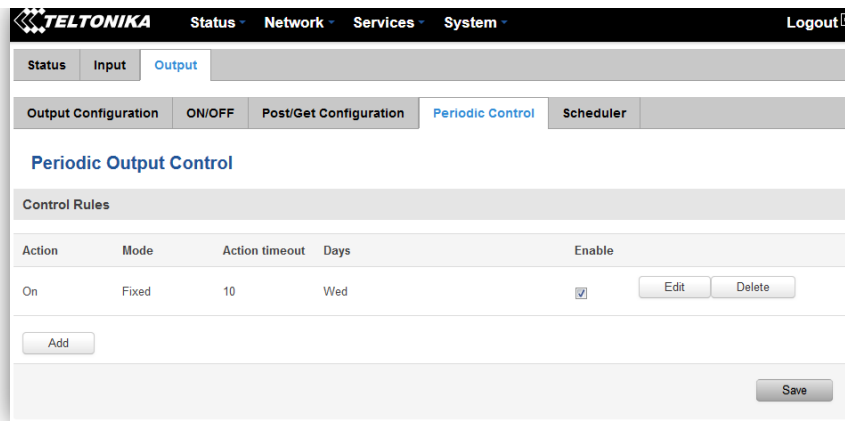 TELTONIKA Status Network Services System Logout
Status Input Output
Output Configuration ON/OFF Post/Get Configuration Periodic Control Scheduler
Periodic Output Control
Control Rules
Action Mode Action timeout Days Enable
On Fixed 10 Wed Edit Delete
Add
Save